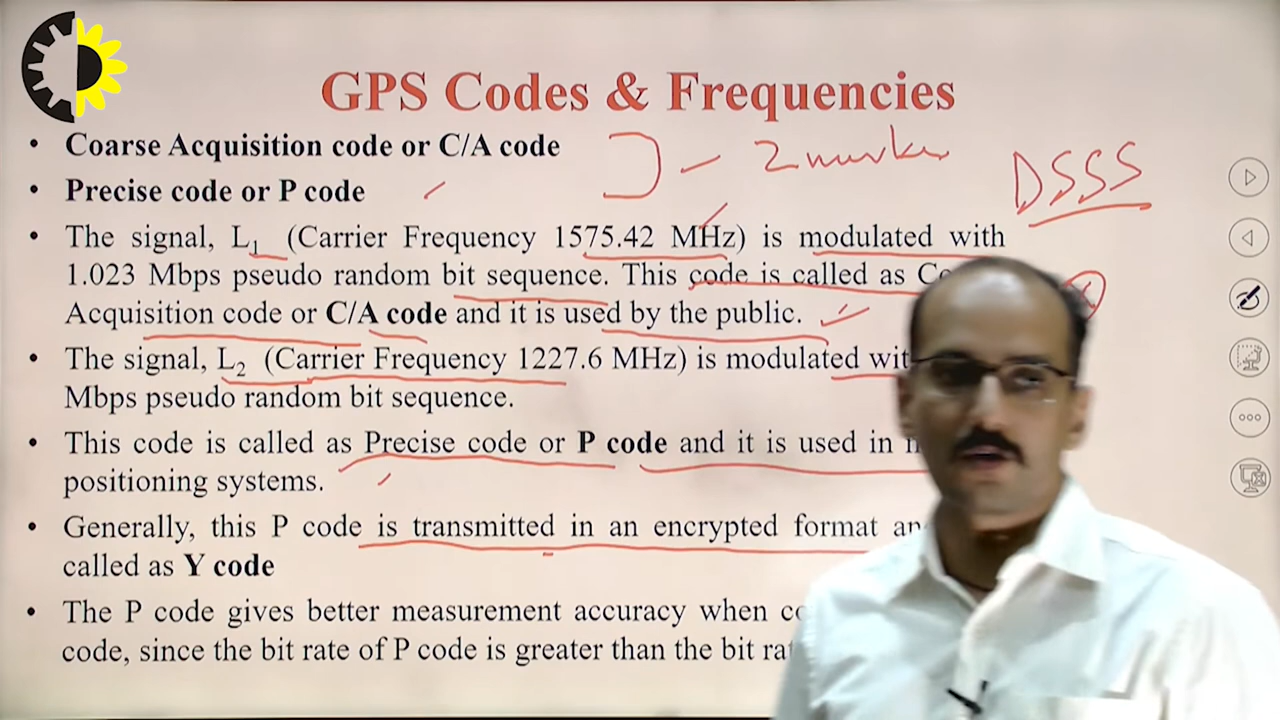 GPS Codes & Frequencies
• Coarse Acquisition code or C/A code
2 marks
DSSS
• Precise code or P code
• The signal, L₁ (Carrier Frequency 1575.42 MHz) is modulated with
1.023 Mbps pseudo random bit sequence. This code is called as
Acquisition code or C/A code and it is used by the public.
• The signal, L₂ (Carrier Frequency 1227.6 MHz) is modulated
Mbps pseudo random bit sequence.
• This code is called as Precise code or P code and it is used in
positioning systems.
• Generally, this P code is transmitted in an encrypted format
called as Y code
• The P code gives better measurement accuracy when
code, since the bit rate of P code is greater than the bit